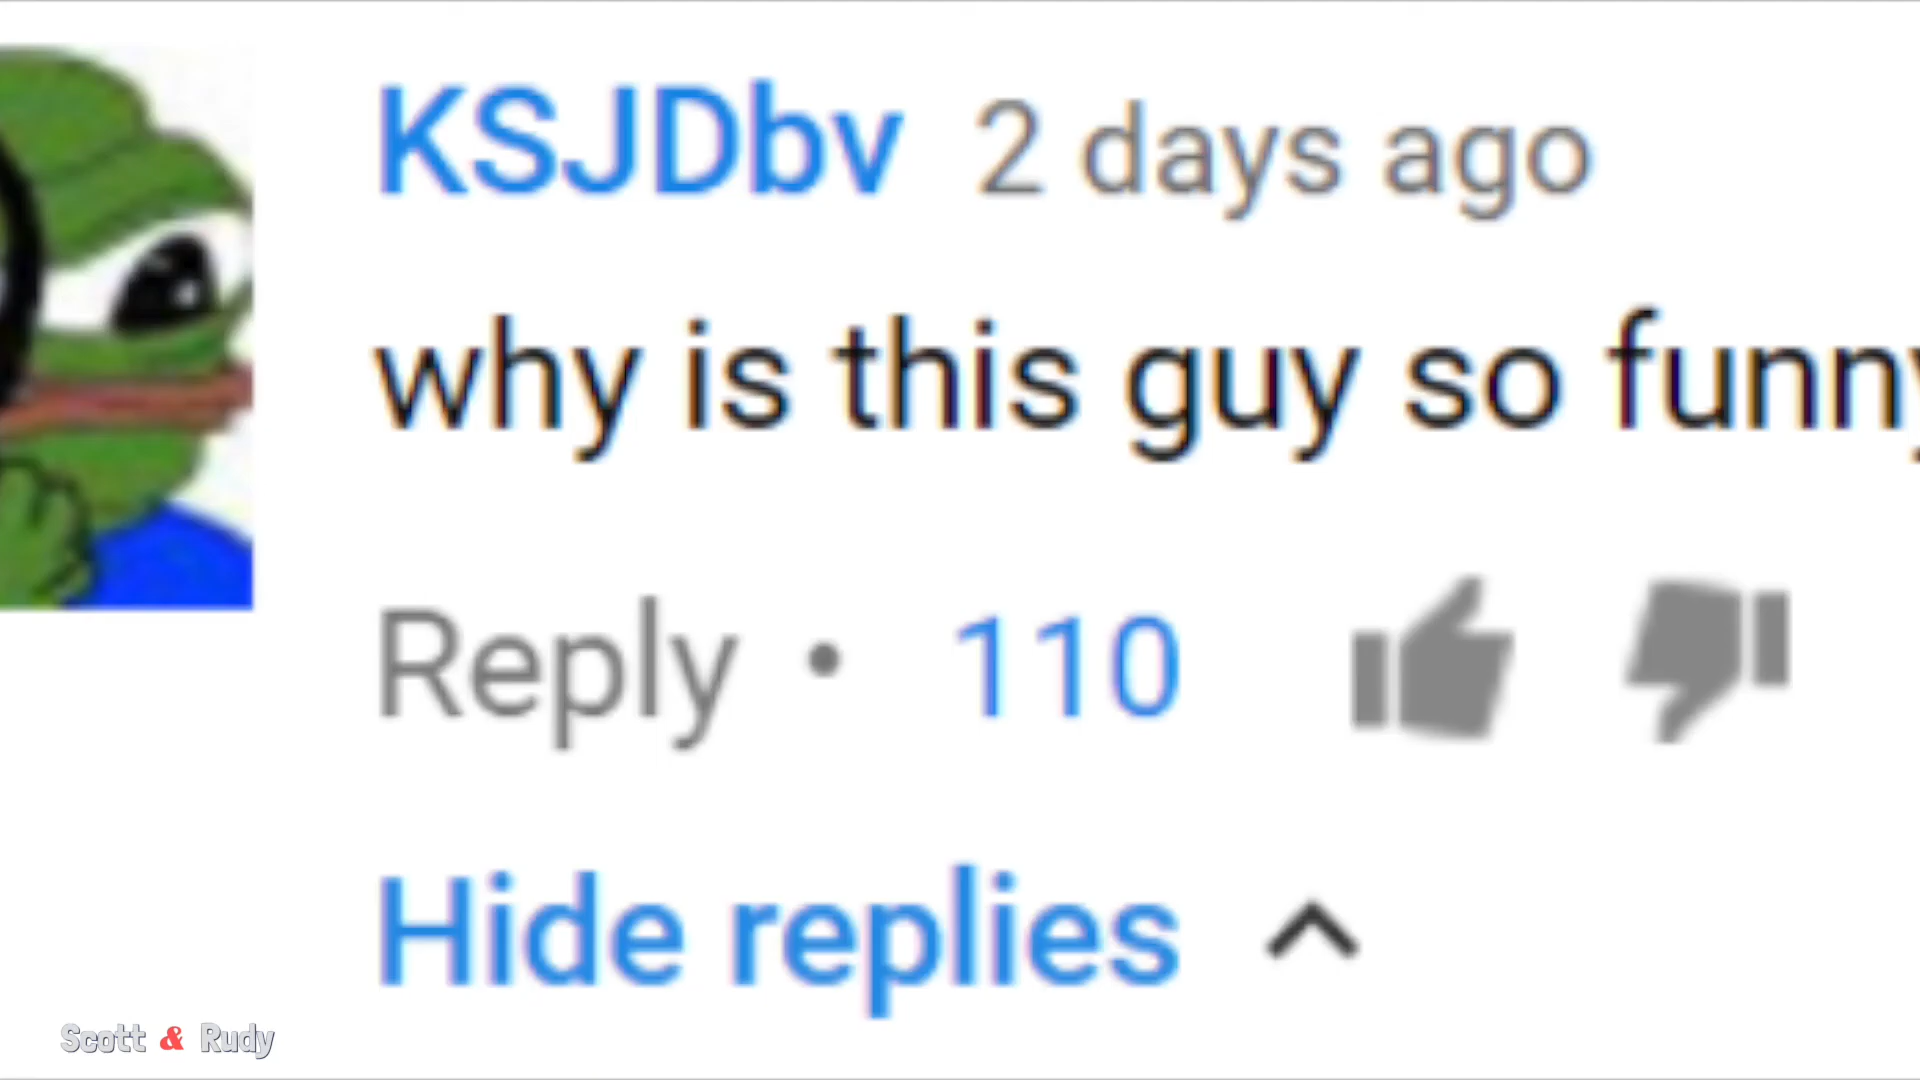 KSJDbv 2 days ago
why is this guy so funny
Reply • 110
Hide replies
Scott & Rudy